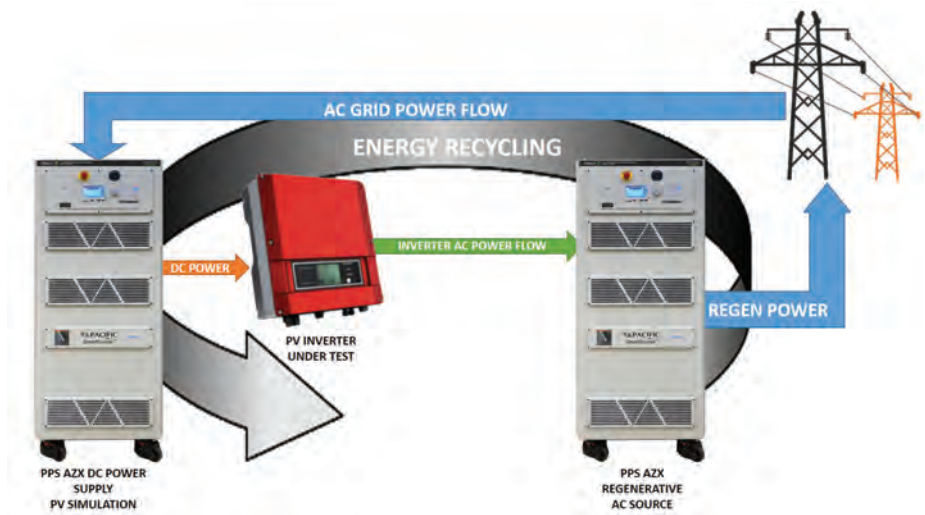 AC GRID POWER FLOW
ENERGY RECYCLING
DC POWER
INVERTER AC POWER FLOW
REGEN POWER
PV INVERTER
UNDER TEST
PACIFIC
PACIFIC
PPS AZX DC POWER
SUPPLY
PV SIMULATION
PPS AZX
REGENERATIVE
AC SOURCE